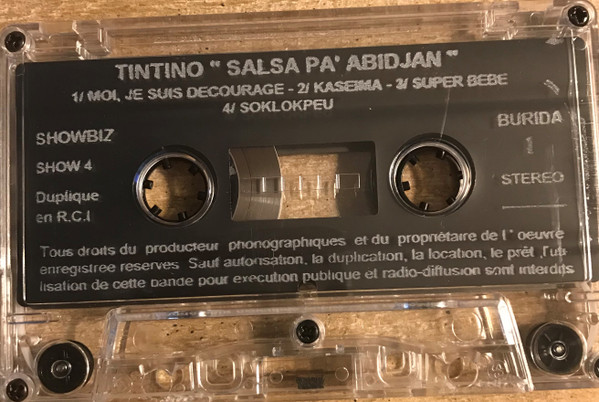 TINTINO " SALSA PA' ABIDJAN "
1/ MOI, JE SUIS DECOURAGE - 2/ KASEIMA - 3/ SUPER BEBE
4/ SOKLOKPEU
SHOWBIZ
BURIDA
SHOW 4
1
Duplique
STEREO
en R.C.I
Tous droits du producteur phonographiques et du propriétaire de l' oeuvre
enregistree reserves Sauf autorisation, la duplication, la location, le prêt ,l'uti
lisation de cette bande pour execution publique et radio-diffusion sont interdits